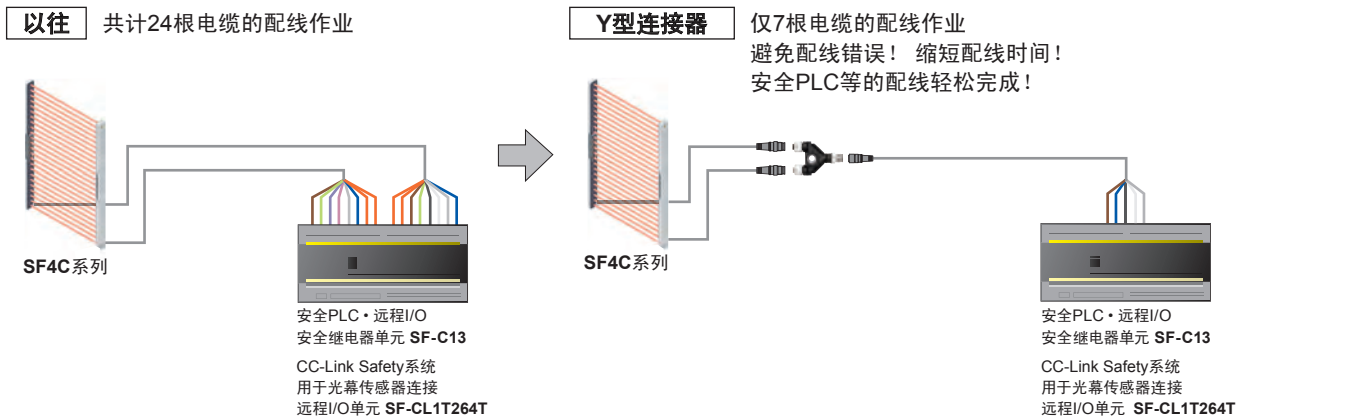 以往
共计24根电缆的配线作业
SF4C系列
安全PLC・远程I/O
安全继电器单元 SF-C13
CC-Link Safety系统
用于光幕传感器连接
远程I/O单元 SF-CL1T264T
Y型连接器
仅7根电缆的配线作业
避免配线错误！ 缩短配线时间！
安全PLC等的配线轻松完成！
SF4C系列
安全PLC・远程I/O
安全继电器单元 SF-C13
CC-Link Safety系统
用于光幕传感器连接
远程I/O单元 SF-CL1T264T